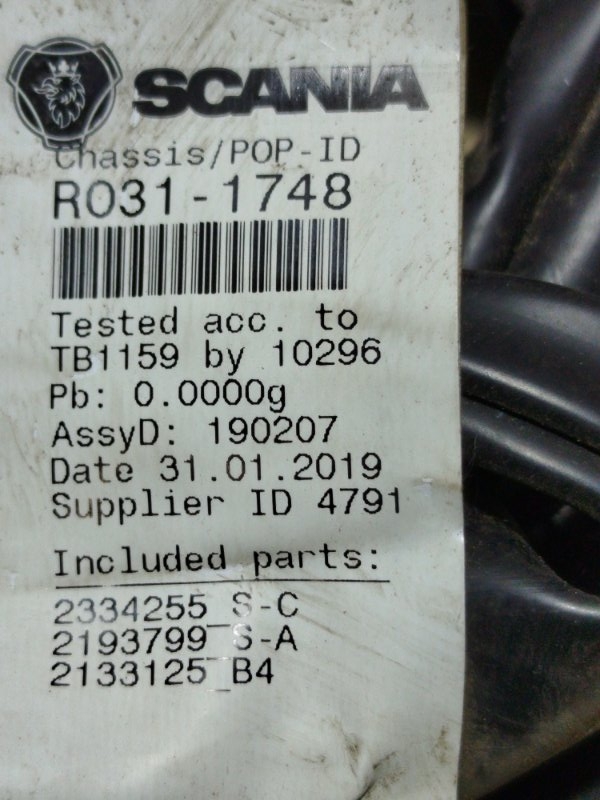 SCANIA
Chassis/POP-ID
R031-1748
Tested acc. to
TB1159 by 10296
Pb: 0.0000g
AssyD: 190207
Date 31.01.2019
Supplier ID 4791
Included parts:
2334255_S-C
2193799_S-A
2133125_B4